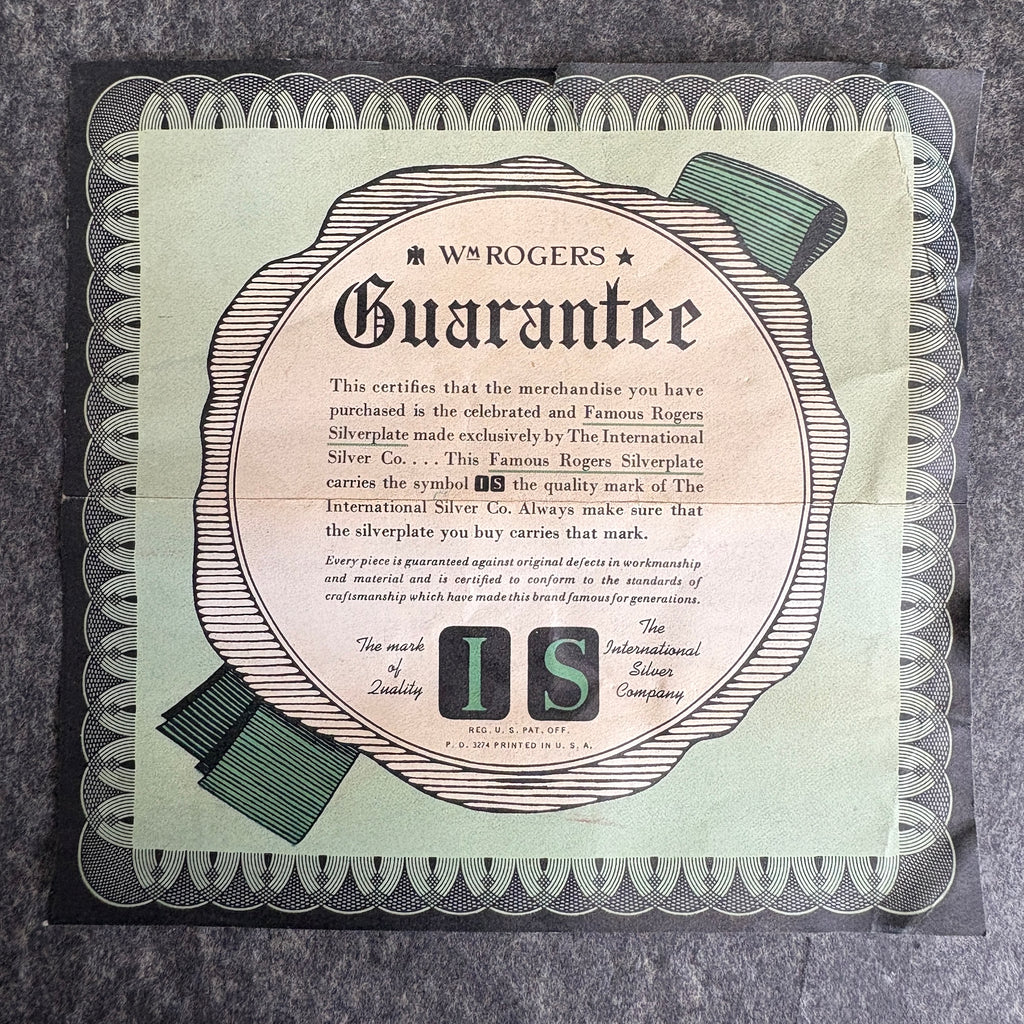 Wᴍ ROGERS ★
Guarantee
This certifies that the merchandise you have
purchased is the celebrated and Famous Rogers
Silverplate made exclusively by The International
Silver Co. . . . This Famous Rogers Silverplate
carries the symbol IS the quality mark of The
International Silver Co. Always make sure that
the silverplate you buy carries that mark.
Every piece is guaranteed against original defects in workmanship
and material and is certified to conform to the standards of
craftsmanship which have made this brand famous for generations.
The mark
of
Quality
I S
The
International
Silver
Company
REG. U. S. PAT. OFF.
P. D. 3274 PRINTED IN U. S. A.